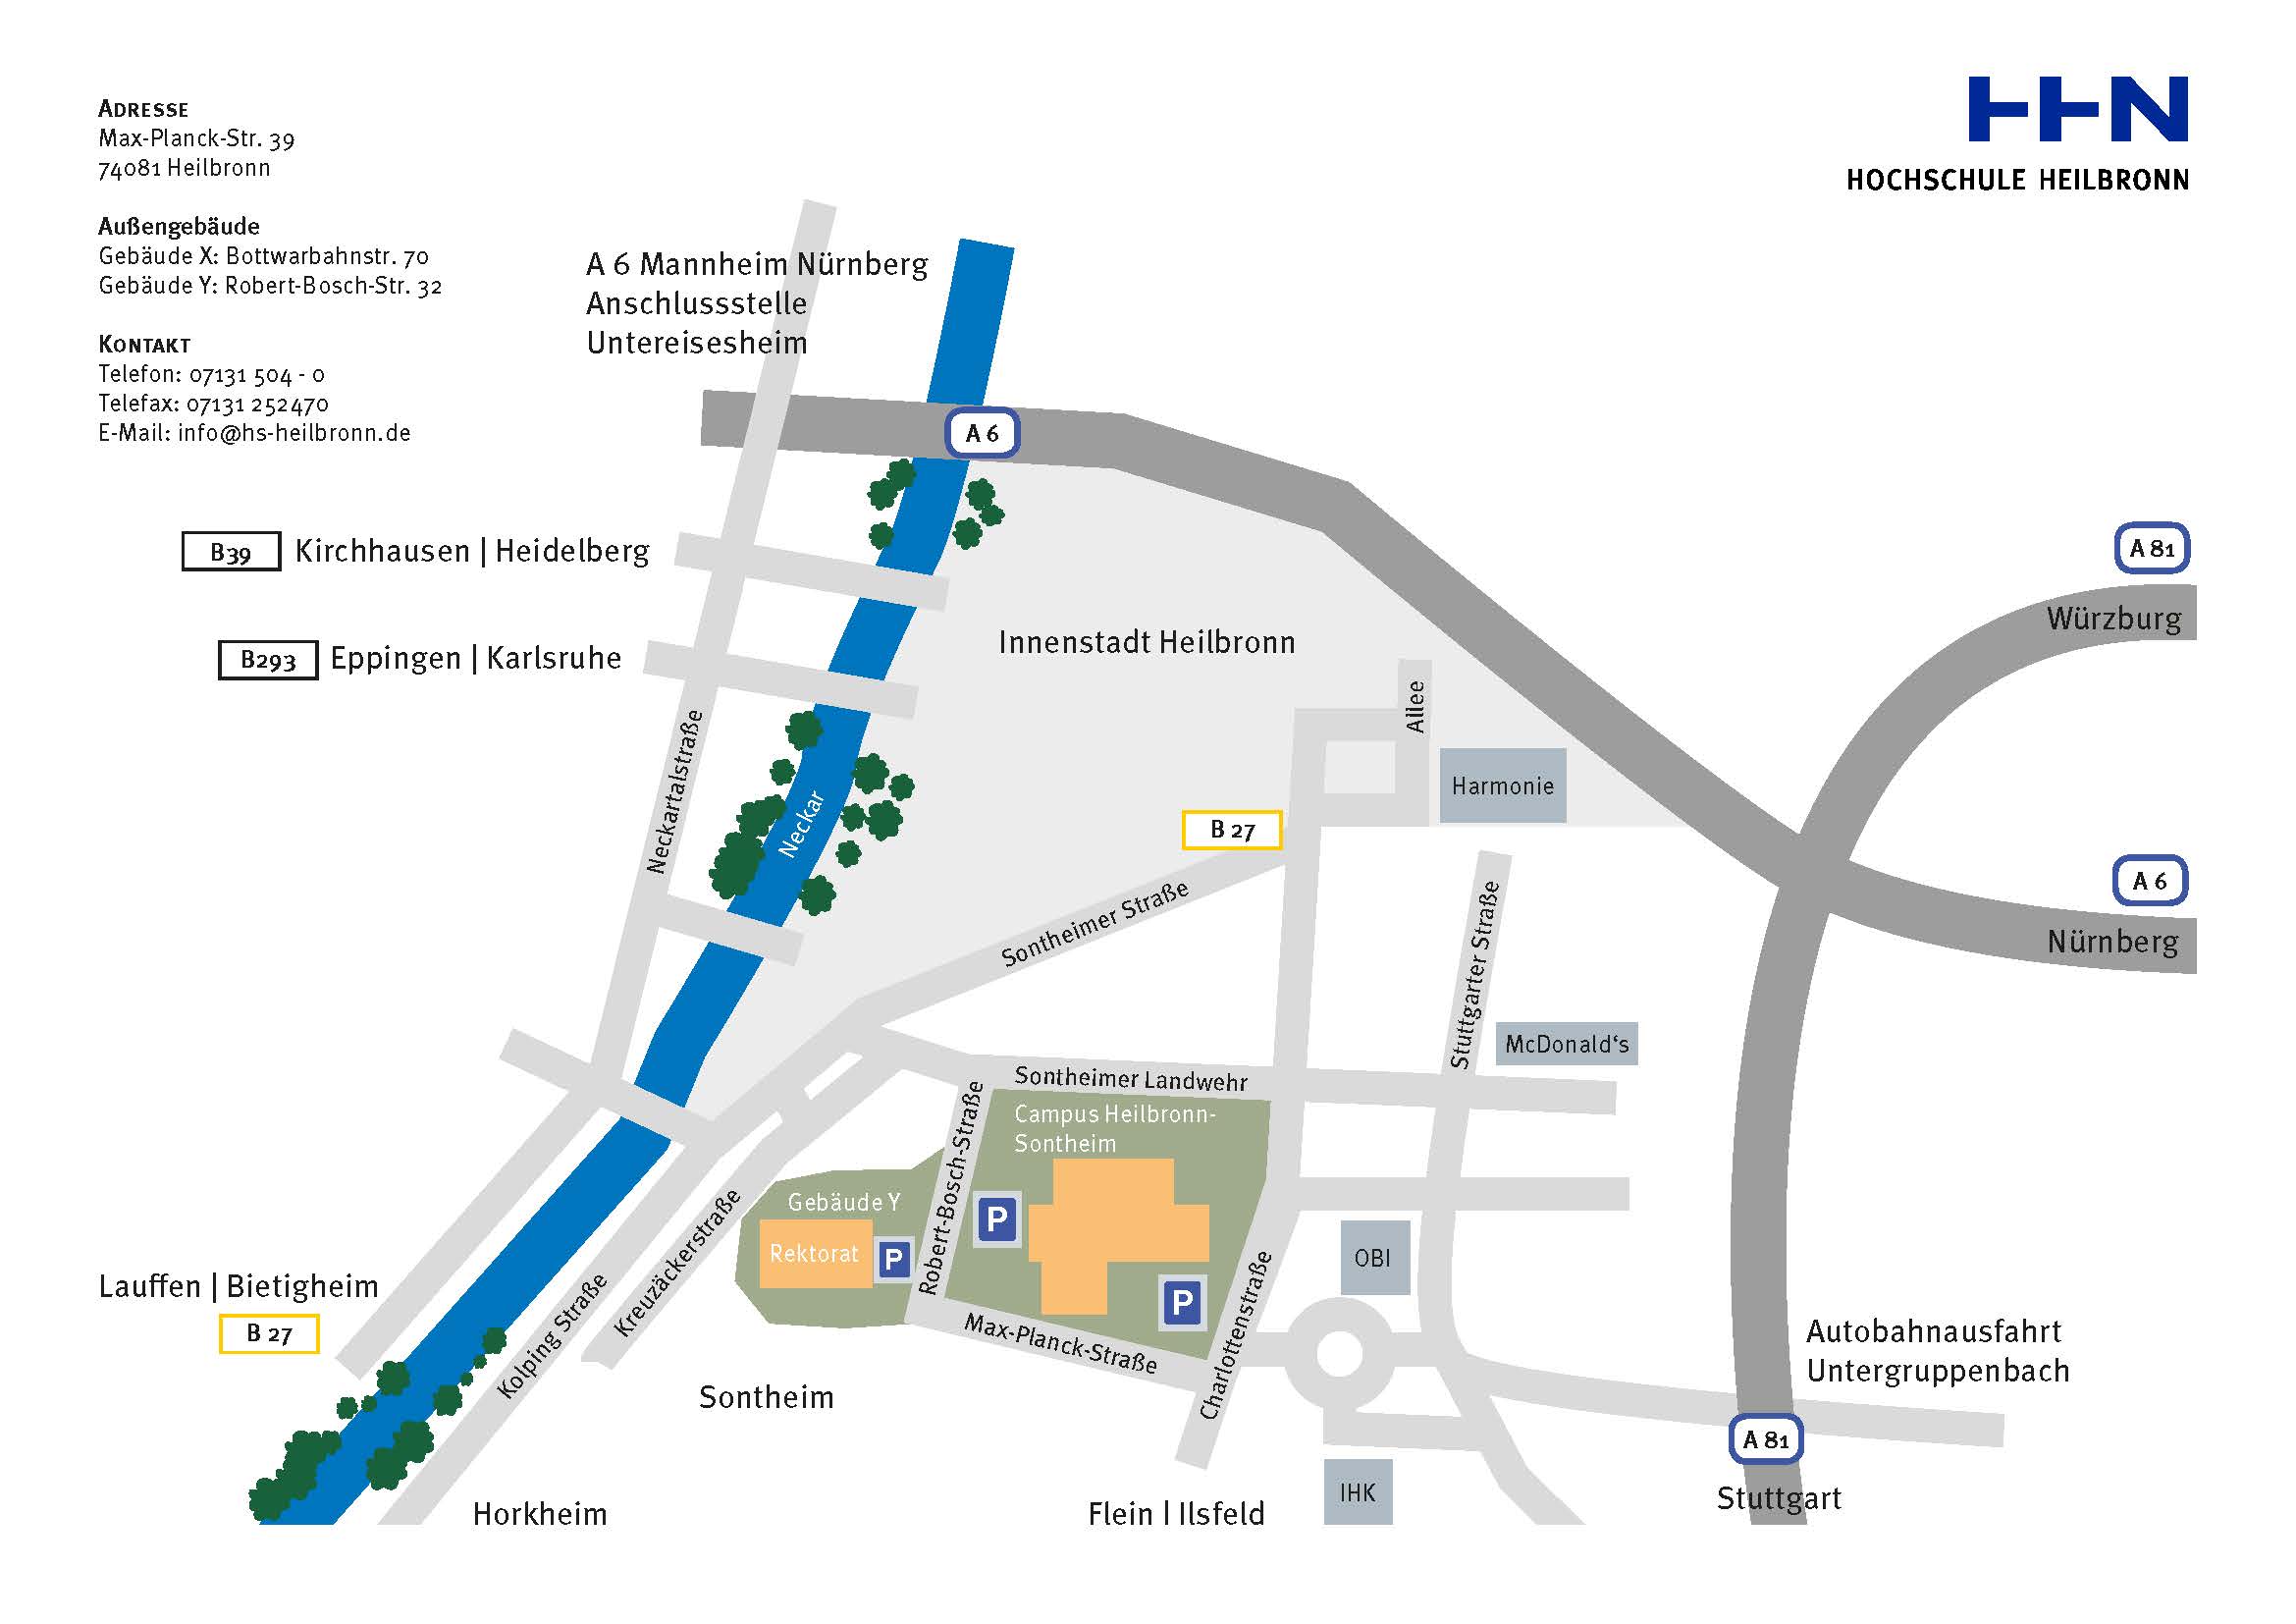 ADRESSE
Max-Planck-Str. 39
74081 Heilbronn
Außengebäude
Gebäude X: Bottwarbahnstr. 70
Gebäude Y: Robert-Bosch-Str. 32
KONTAKT
Telefon: 07131 504 - 0
Telefax: 07131 252470
E-Mail: info@hs-heilbronn.de
HHN
HOCHSCHULE HEILBRONN
A 6 Mannheim Nürnberg
Anschlussstelle
Untereisesheim
A 6
B39 Kirchhausen | Heidelberg
A 81
Würzburg
B293 Eppingen | Karlsruhe
Innenstadt Heilbronn
Allee
Neckartalstraße
Neckar
Harmonie
B 27
A 6
Nürnberg
Sontheimer Straße
Stuttgarter Straße
McDonald‘s
Sontheimer Landwehr
Campus Heilbronn-
Sontheim
Robert-Bosch-Straße
P
Gebäude Y
Rektorat
P
Kreuzäckerstraße
Kolping Straße
P
Max-Planck-Straße
Charlottenstraße
OBI
Lauffen | Bietigheim
B 27
Autobahnausfahrt
Untergruppenbach
Sontheim
A 81
Stuttgart
IHK
Horkheim
Flein | Ilsfeld